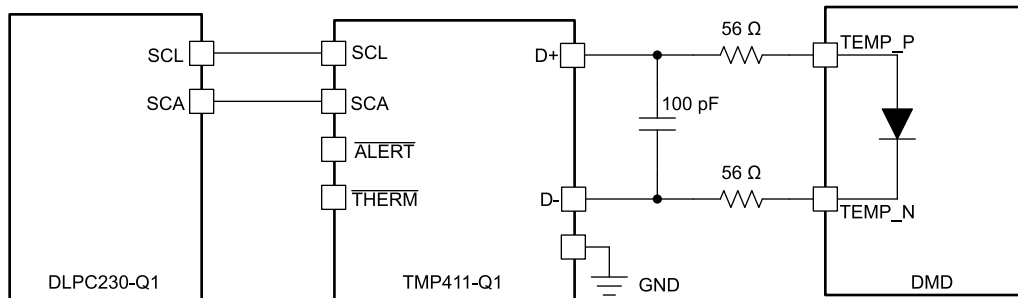 SCL
SCA
DLPC230-Q1
SCL
SCA
ALERT
THERM
D+
D-
GND
TMP411-Q1
56 Ω
100 pF
56 Ω
TEMP_P
TEMP_N
DMD